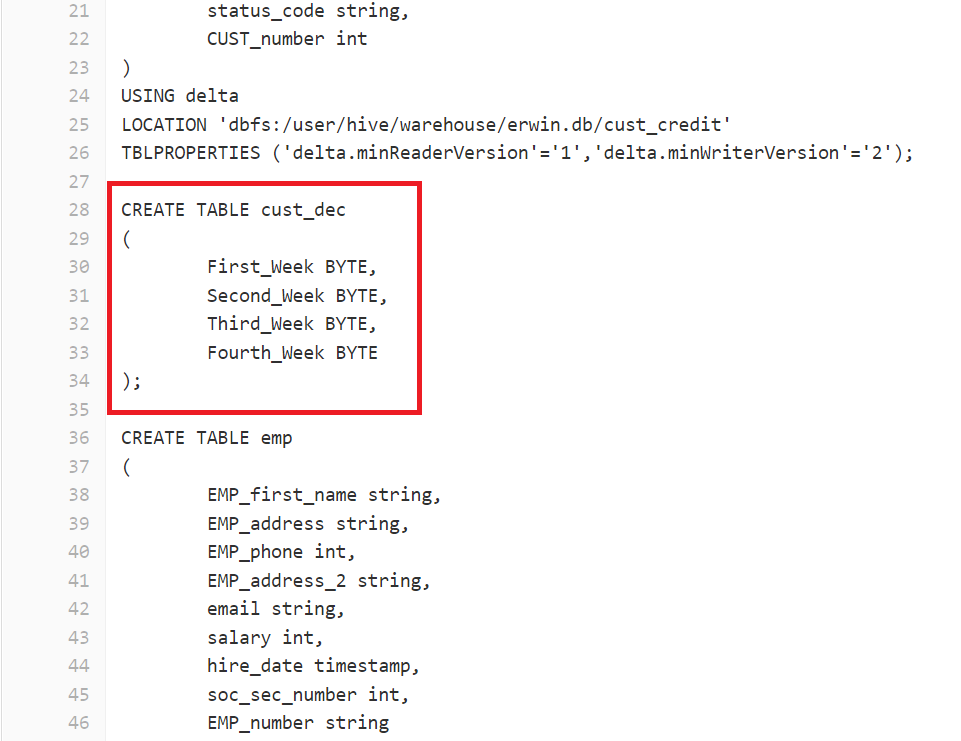 21 status_code string,
22 CUST_number int
23 )
24 USING delta
25 LOCATION 'dbfs:/user/hive/warehouse/erwin.db/cust_credit'
26 TBLPROPERTIES ('delta.minReaderVersion'='1','delta.minWriterVersion'='2');
27
28 CREATE TABLE cust_dec
29 (
30 First_Week BYTE,
31 Second_Week BYTE,
32 Third_Week BYTE,
33 Fourth_Week BYTE
34 );
35
36 CREATE TABLE emp
37 (
38 EMP_first_name string,
39 EMP_address string,
40 EMP_phone int,
41 EMP_address_2 string,
42 email string,
43 salary int,
44 hire_date timestamp,
45 soc_sec_number int,
46 EMP_number string